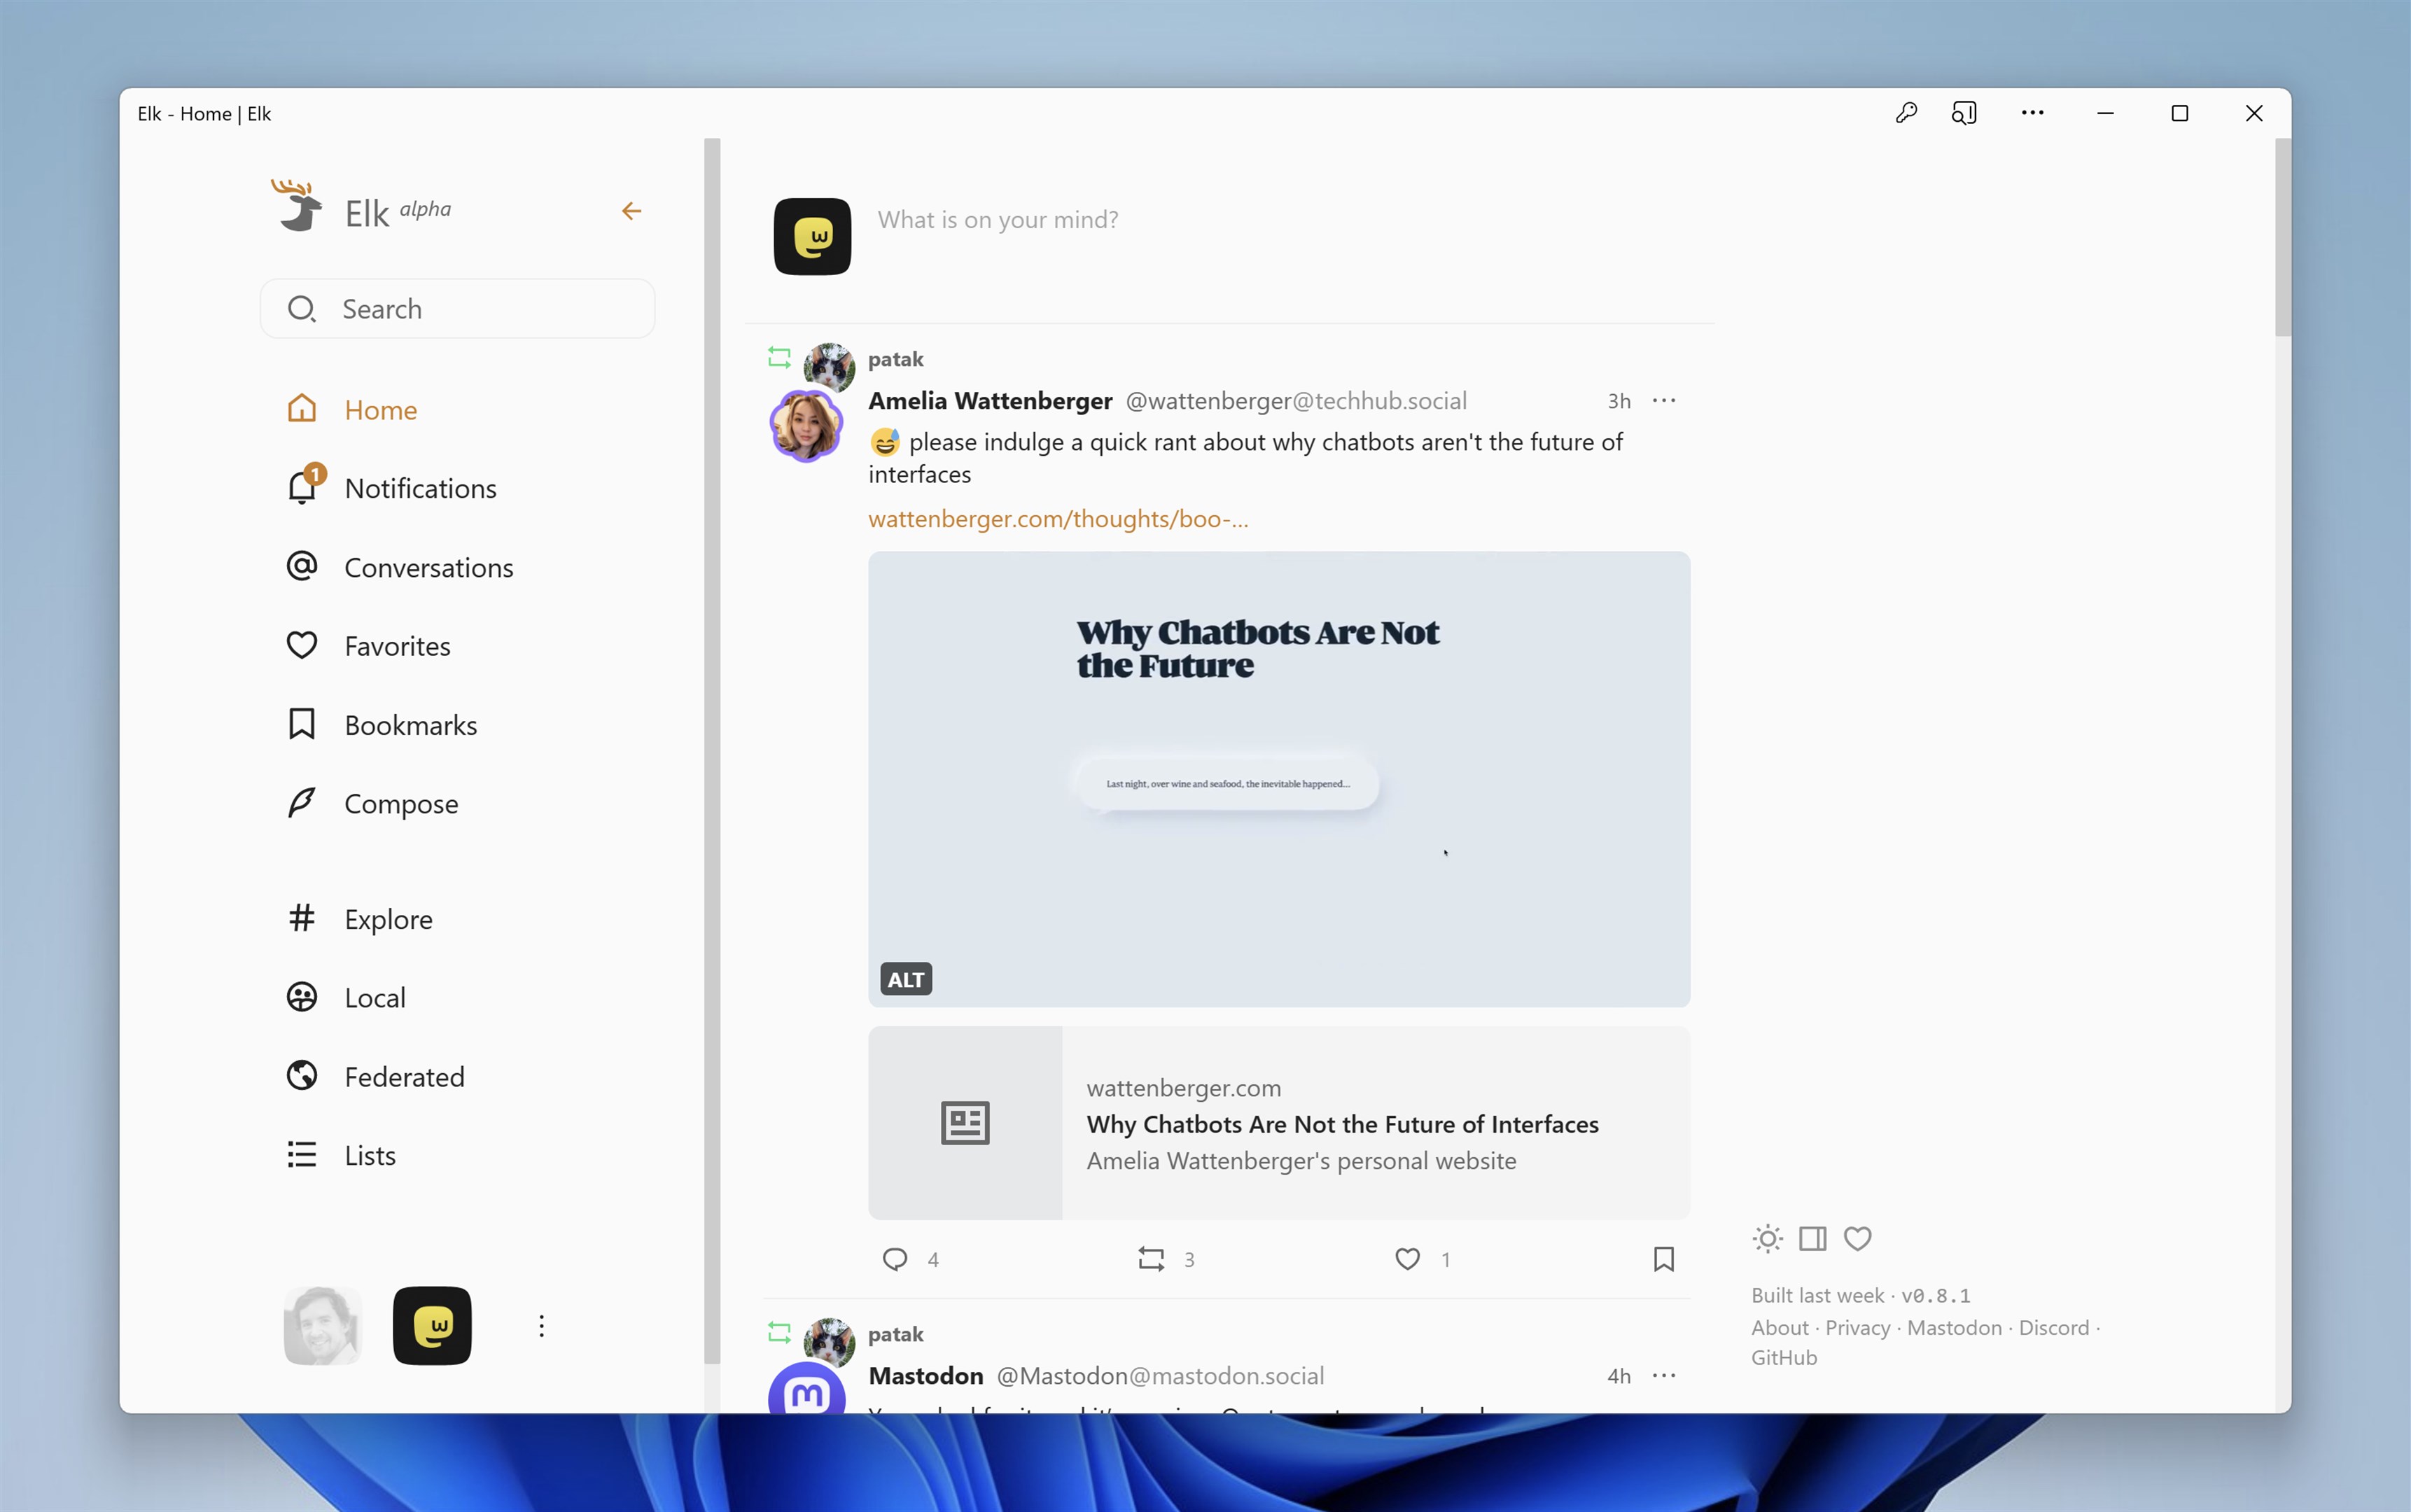 Elk - Home | Elk
Elk alpha
Search
Home
1
Notifications
Conversations
Favorites
Bookmarks
Compose
Explore
Local
Federated
Lists
What is on your mind?
patak
Amelia Wattenberger @wattenberger@techhub.social 3h
please indulge a quick rant about why chatbots aren't the future of
interfaces
wattenberger.com/thoughts/boo-...
Why Chatbots Are Not
the Future
Last night, over wine and seafood, the inevitable happened...
ALT
wattenberger.com
Why Chatbots Are Not the Future of Interfaces
Amelia Wattenberger's personal website
4 3 1
patak
Mastodon @Mastodon@mastodon.social 4h
Built last week · v0.8.1
About · Privacy · Mastodon · Discord ·
GitHub